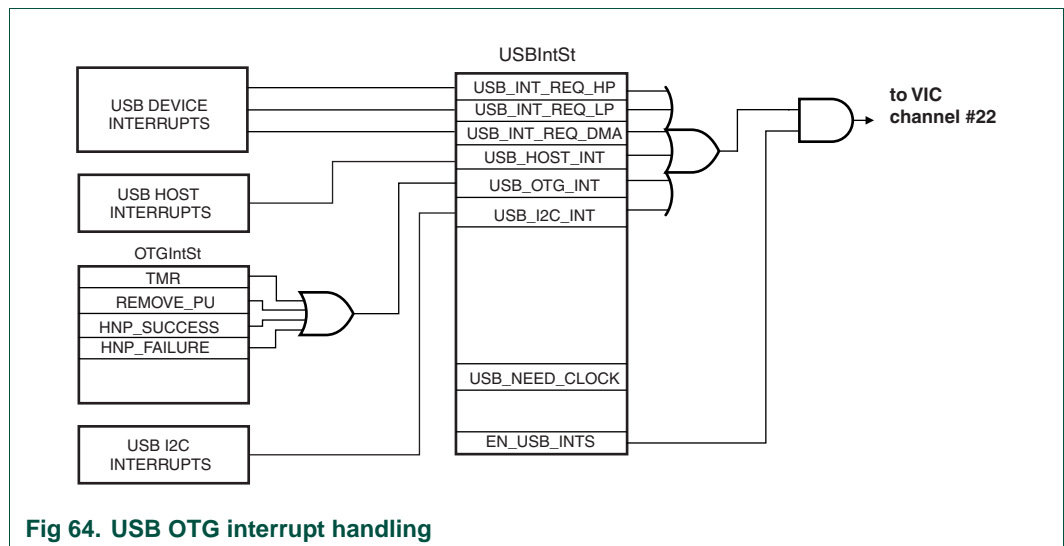 USBIntSt
USB DEVICE
INTERRUPTS
USB_INT_REQ_HP
USB_INT_REQ_LP
USB_INT_REQ_DMA
USB_HOST_INT
USB_OTG_INT
USB_I2C_INT
USB_NEED_CLOCK
EN_USB_INTS
to VIC
channel #22
USB HOST
INTERRUPTS
OTGIntSt
TMR
REMOVE_PU
HNP_SUCCESS
HNP_FAILURE
USB I2C
INTERRUPTS
Fig 64. USB OTG interrupt handling